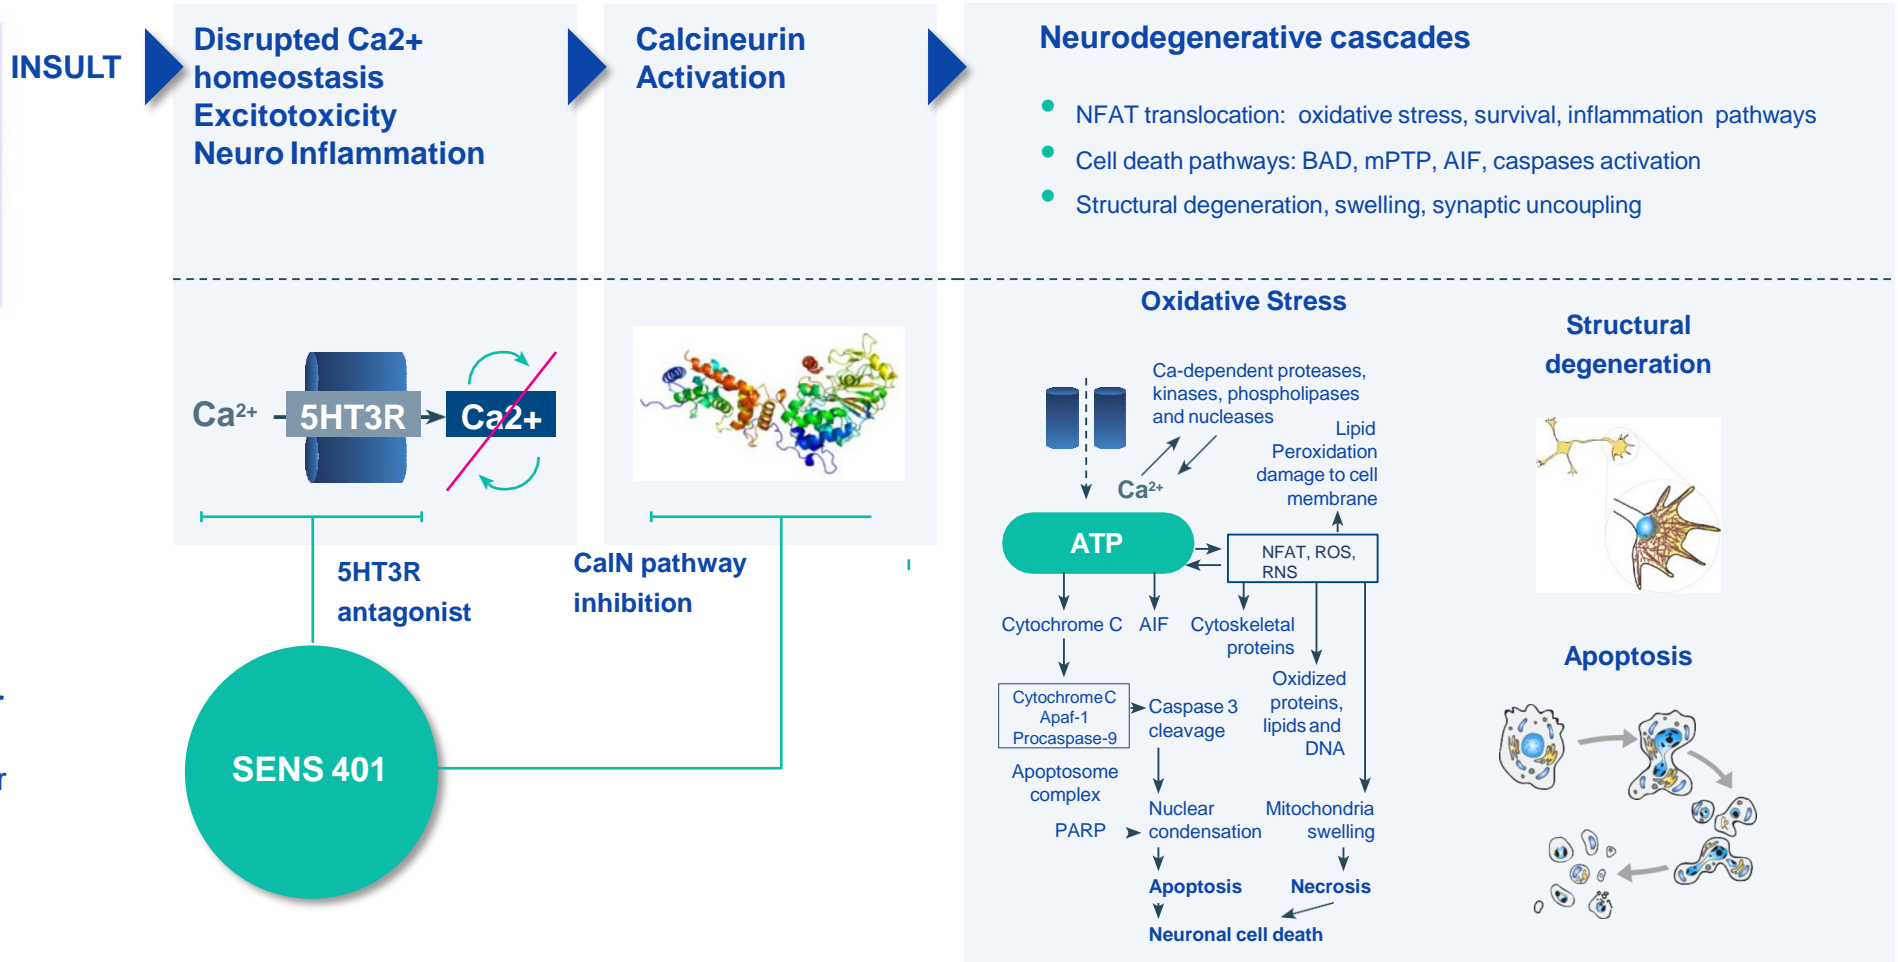 INSULT
Disrupted Ca2+
homeostasis
Excitotoxicity
Neuro Inflammation
Calcineurin
Activation
Neurodegenerative cascades
• NFAT translocation: oxidative stress, survival, inflammation pathways
• Cell death pathways: BAD, mPTP, AIF, caspases activation
• Structural degeneration, swelling, synaptic uncoupling
Ca²⁺
5HT3R
Ca2+
5HT3R
antagonist
CalN pathway
inhibition
SENS 401
r
Oxidative Stress
Ca-dependent proteases,
kinases, phospholipases
and nucleases
Lipid
Peroxidation
damage to cell
membrane
Ca²⁺
ATP
NFAT, ROS,
RNS
Cytochrome C
AIF
Cytoskeletal
proteins
Oxidized
proteins,
lipids and
DNA
Cytochrome C
Apaf-1
Procaspase-9
Caspase 3
cleavage
Apoptosome
complex
PARP
Nuclear
condensation
Mitochondria
swelling
Apoptosis
Necrosis
Neuronal cell death
Structural
degeneration
Apoptosis